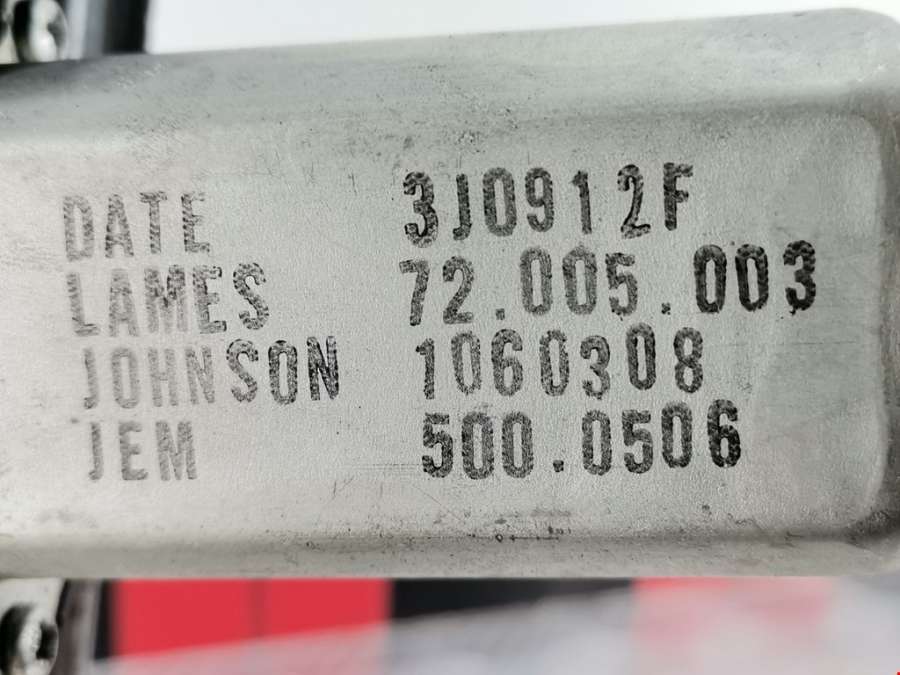 DATE 3J0912F
LAMES 72.005.003
JOHNSON 1060308
JEM 500.0506